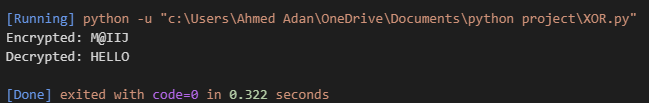 [Running] python -u "c:\Users\Ahmed Adan\OneDrive\Documents\python project\XOR.py"
Encrypted: M@IIJ
Decrypted: HELLO
[Done] exited with code=0 in 0.322 seconds